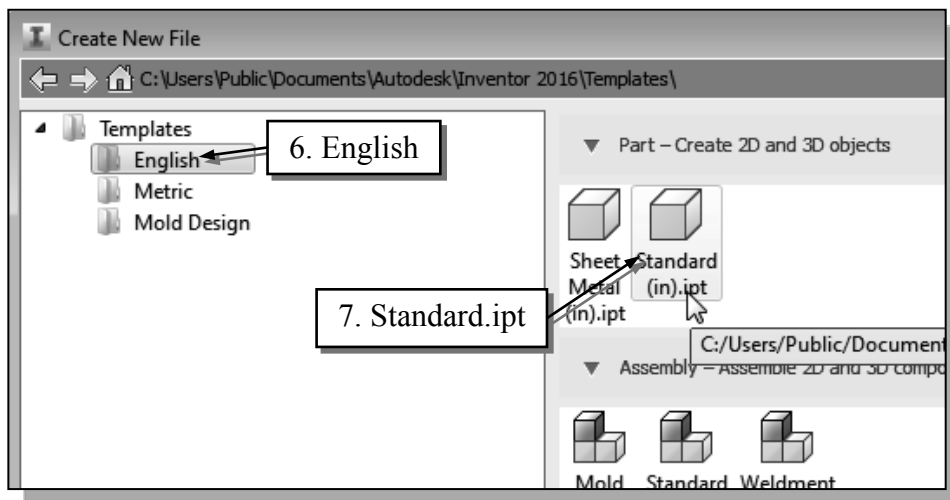 Create New File
C:\Users\Public\Documents\Autodesk\Inventor 2016\Templates\
Templates
English
Metric
Mold Design
6. English
7. Standard.ipt
Part – Create 2D and 3D objects
Sheet Metal (in).ipt
Standard (in).ipt
C:/Users/Public/Document
Assembly – Assemble 2D and 3D compo
Mold
Standard
Weldment